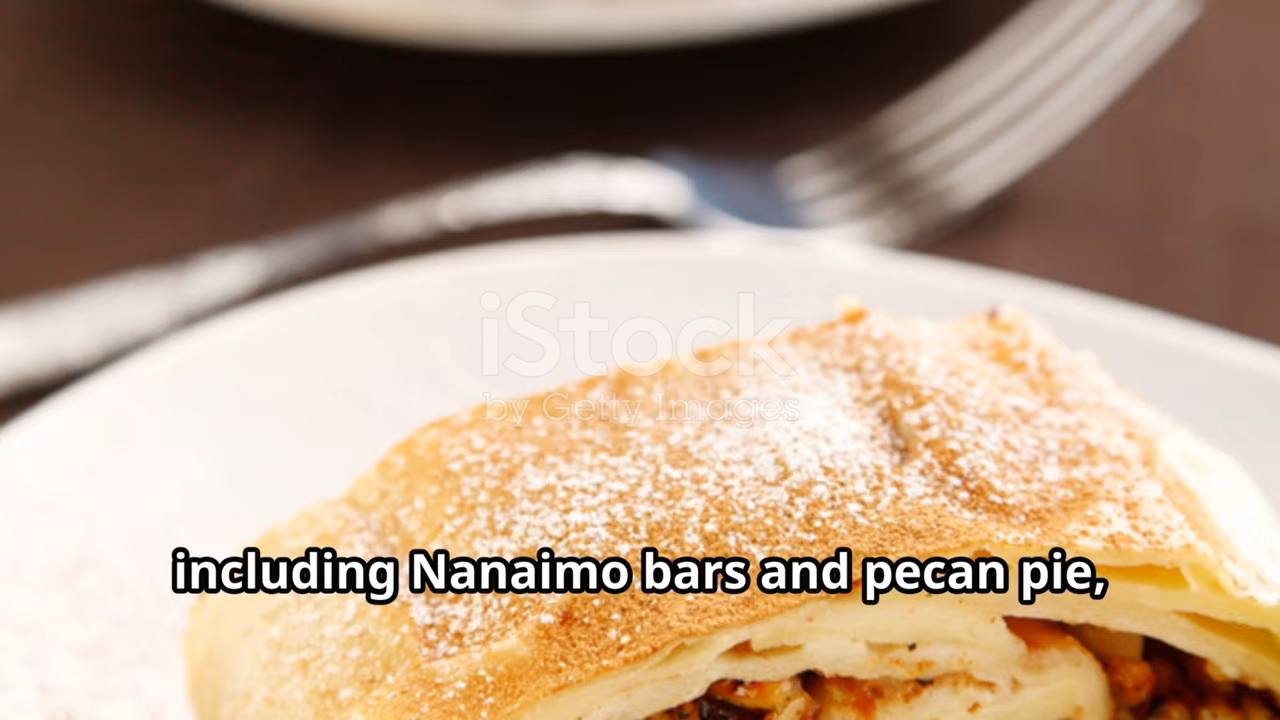 iStock
by Getty Images
including Nanaimo bars and pecan pie,